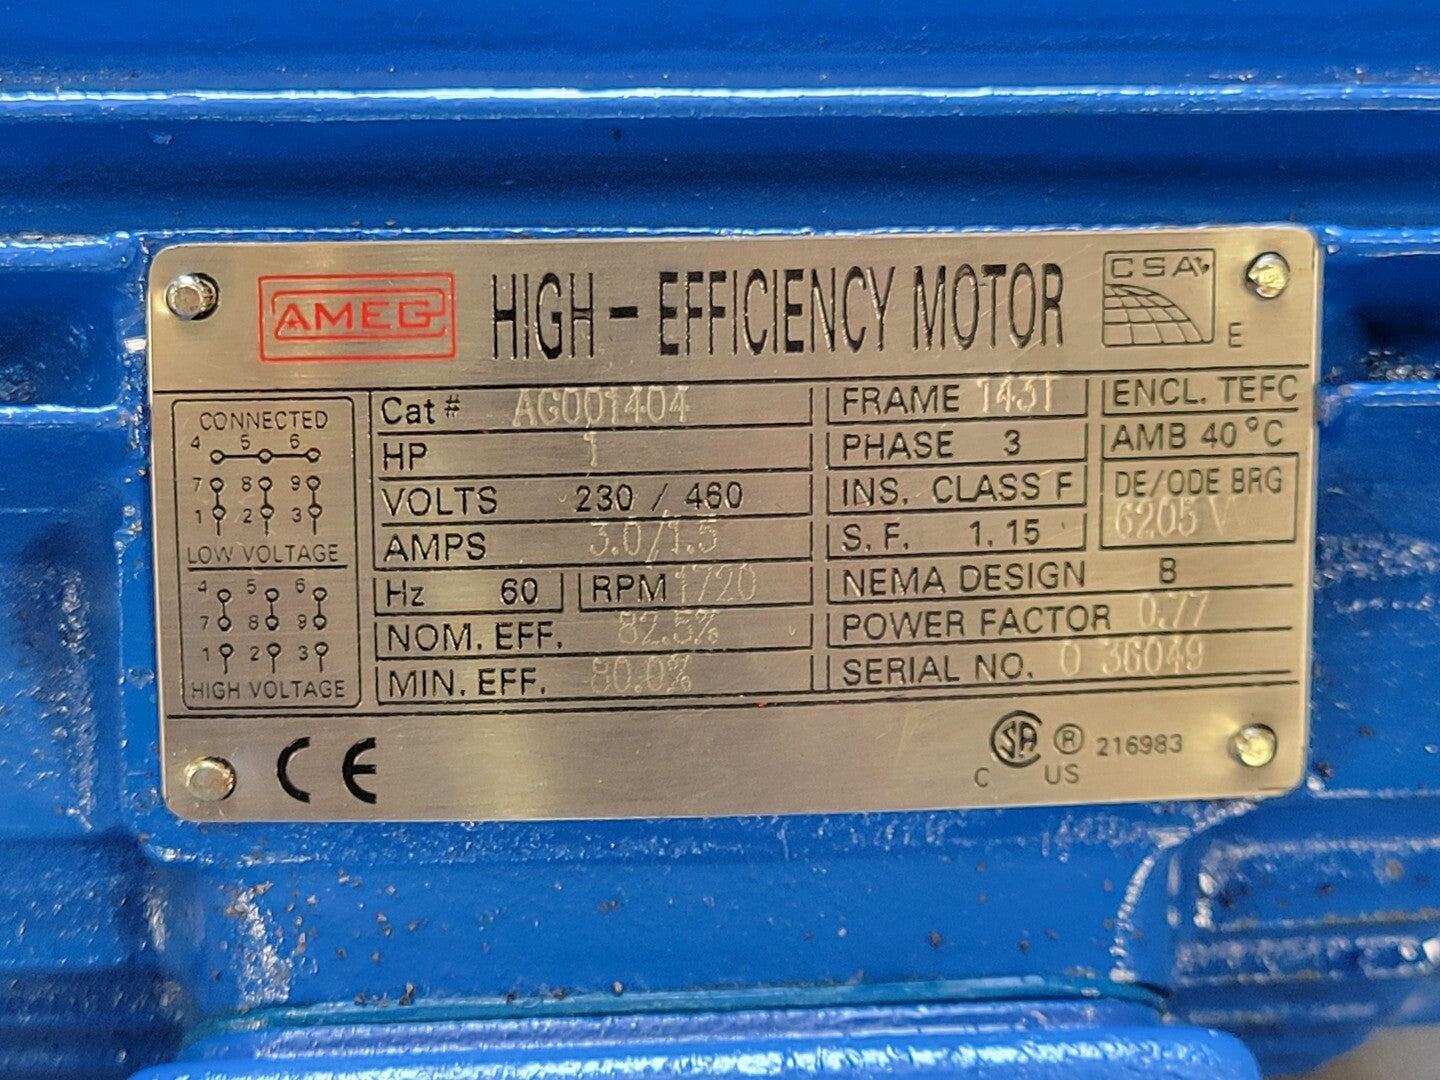 AMEG HIGH-EFFICIENCY MOTOR CSA E
CONNECTED
4 5 6
7 8 9
1 2 3
LOW VOLTAGE
4 5 6
7 8 9
1 2 3
HIGH VOLTAGE
Cat # AG001404
HP 1
VOLTS 230 / 460
AMPS 3.0/1.5
Hz 60 RPM 1720
NOM. EFF. 82.5%
MIN. EFF. 80.0%
FRAME 143T
PHASE 3
INS. CLASS F
S. F. 1.15
NEMA DESIGN B
POWER FACTOR 0.77
SERIAL NO. 0 36049
ENCL. TEFC
AMB 40°C
DE/ODE BRG
6205 V
CE
C SA ® US 216983